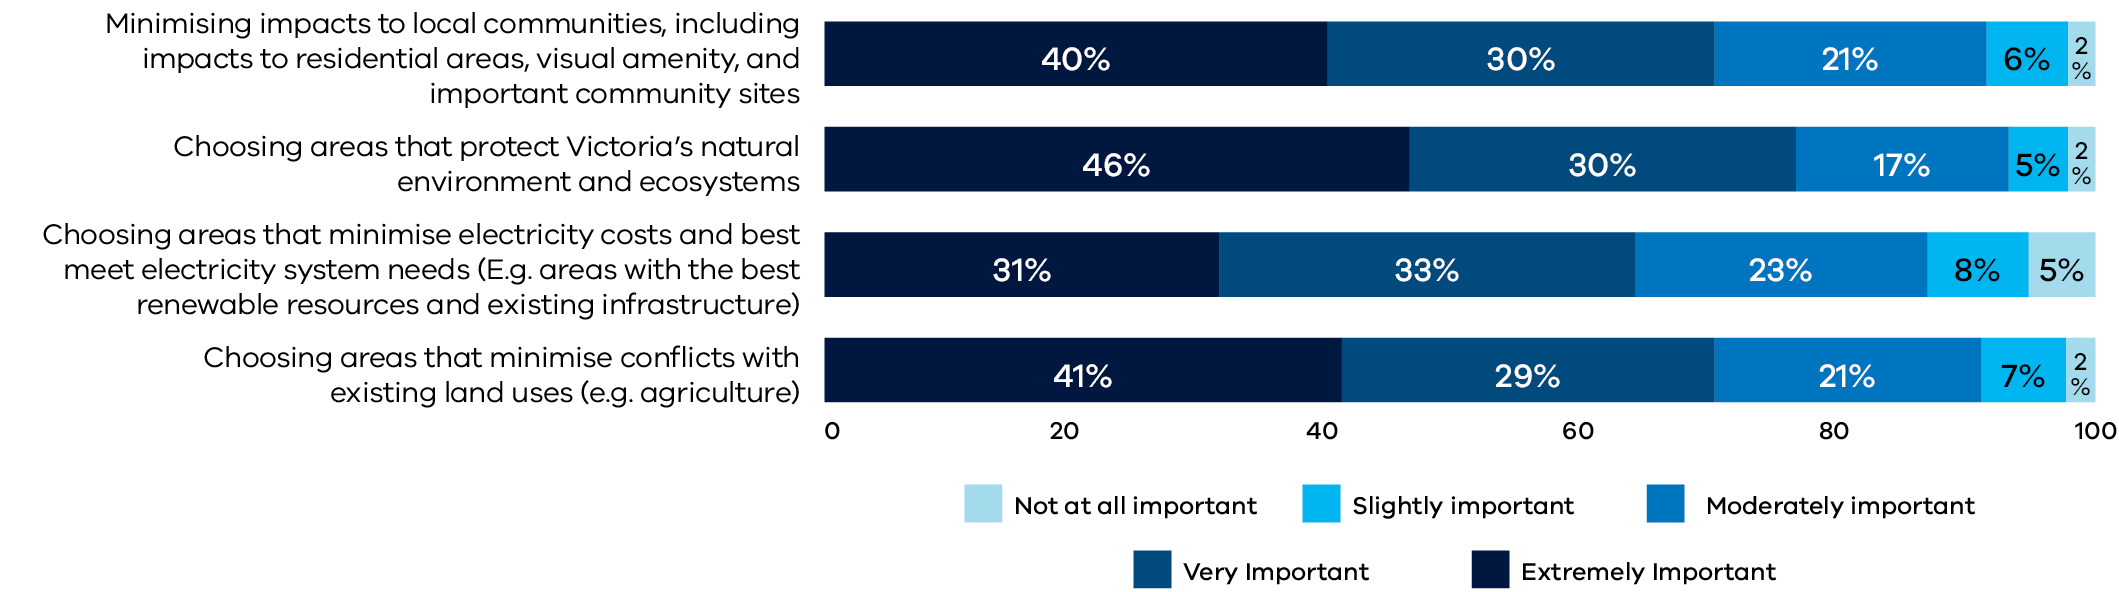 Minimising impacts to local communities, including
impacts to residential areas, visual amenity, and
important community sites
40% 30% 21% 6% 2%
Choosing areas that protect Victoria’s natural
environment and ecosystems
46% 30% 17% 5% 2%
Choosing areas that minimise electricity costs and best
meet electricity system needs (E.g. areas with the best
renewable resources and existing infrastructure)
31% 33% 23% 8% 5%
Choosing areas that minimise conflicts with
existing land uses (e.g. agriculture)
41% 29% 21% 7% 2%
0 20 40 60 80 100
Not at all important Slightly important Moderately important
Very Important Extremely Important